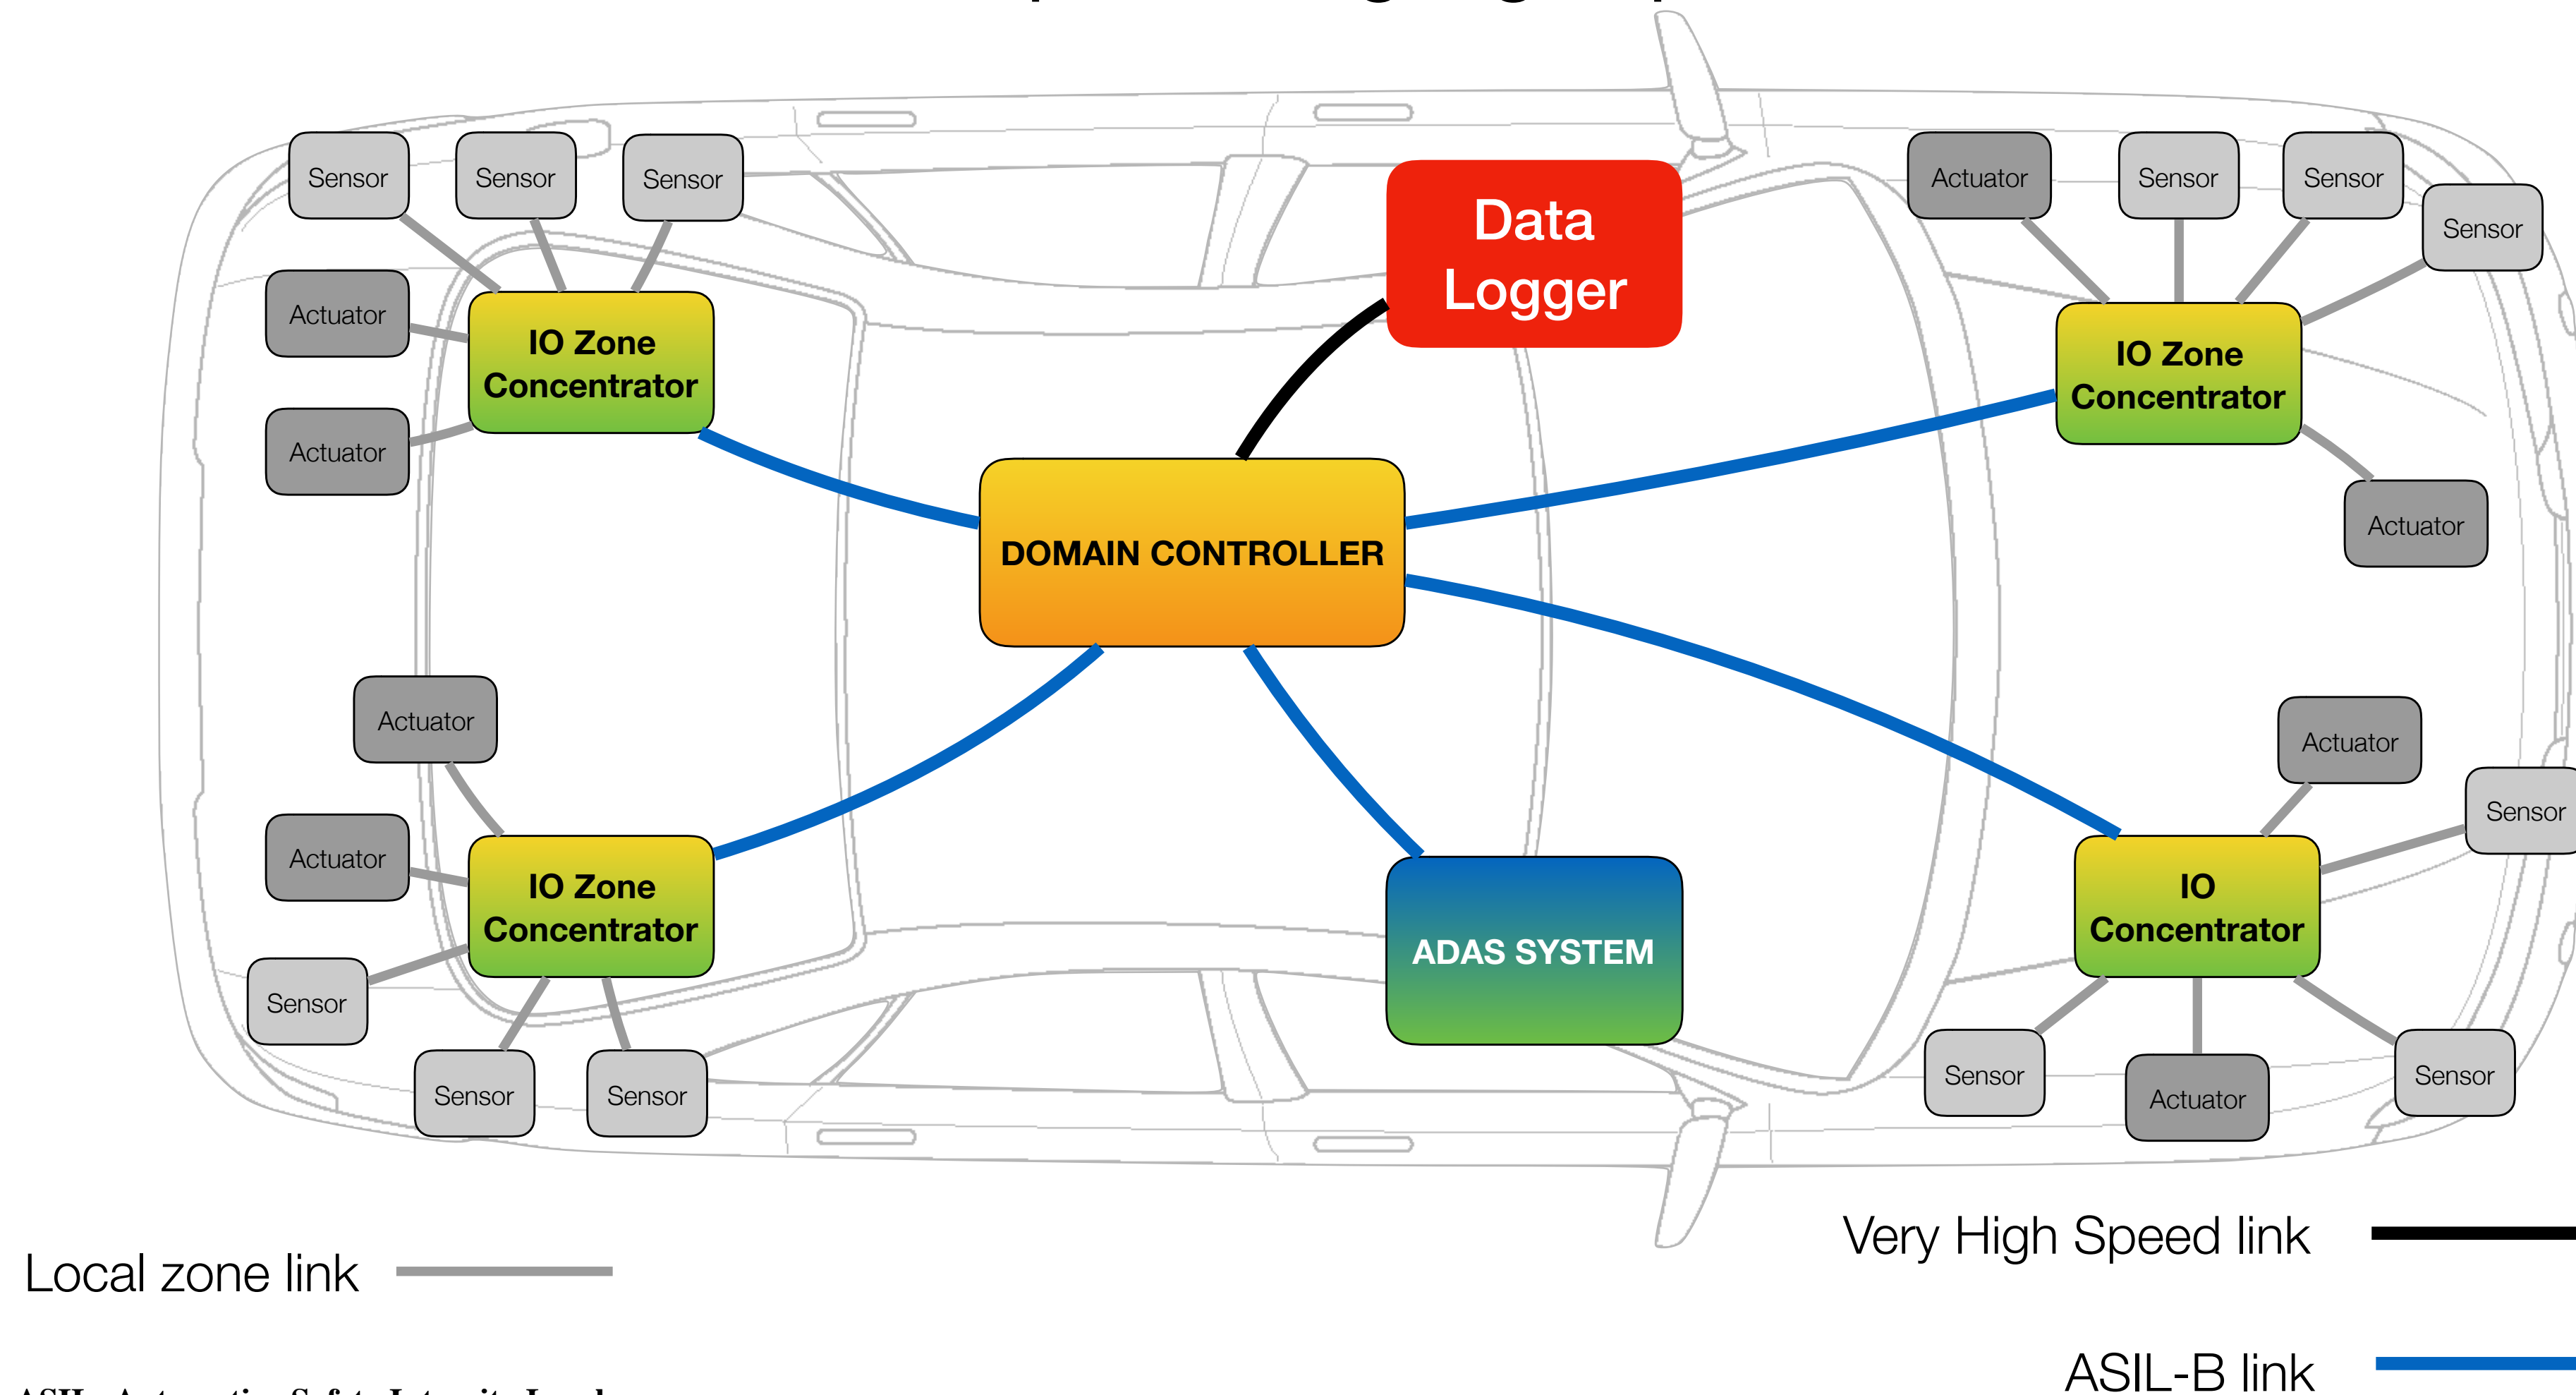 Sensor
Sensor
Sensor
Actuator
Actuator
IO Zone
Concentrator
Data
Logger
Actuator
Sensor
Sensor
Sensor
IO Zone
Concentrator
Actuator
DOMAIN CONTROLLER
Actuator
Actuator
IO Zone
Concentrator
Sensor
Sensor
Sensor
ADAS SYSTEM
Actuator
Sensor
IO
Concentrator
Sensor
Actuator
Sensor
Very High Speed link
Local zone link
ASIL-B link